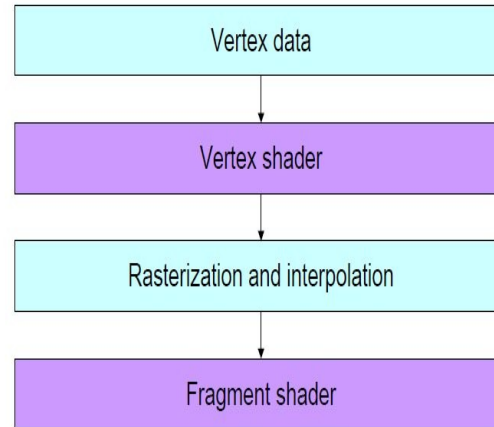 Vertex data
Vertex shader
Rasterization and interpolation
Fragment shader